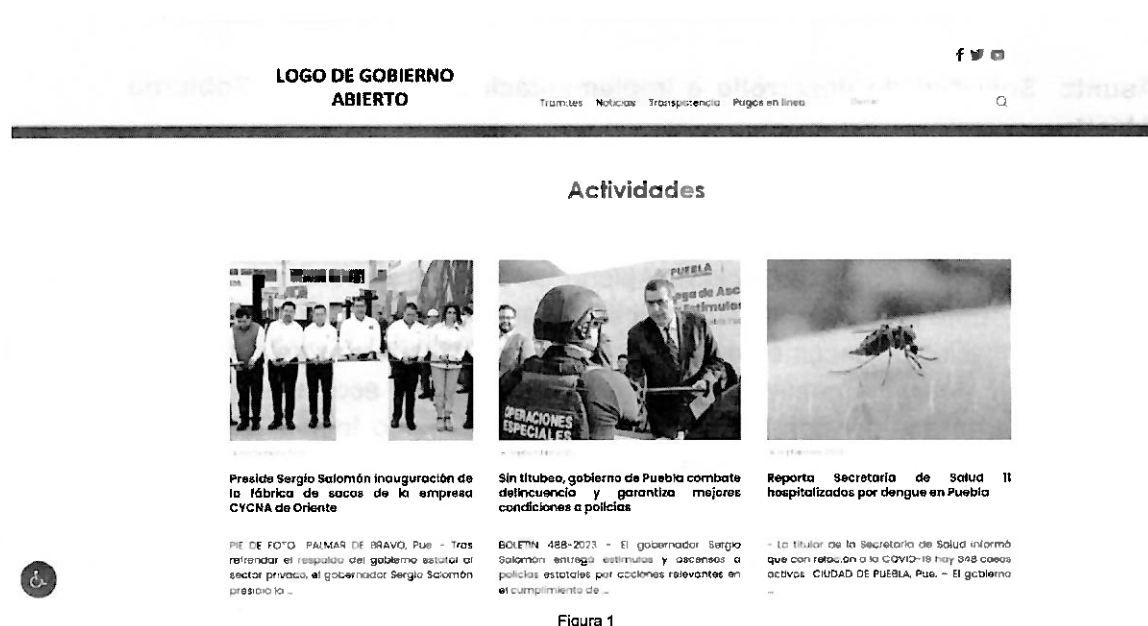 LOGO DE GOBIERNO
ABIERTO
Tramites Noticias Transparencia Pagos en linea
Actividades
PUEBLA
OPERACIONES
ESPECIALES
Preside Sergio Salomón inauguración de
la fábrica de sacos de la empresa
CYCNA de Oriente
Sin titubeo, gobierno de Puebla combate
delincuencia y garantiza mejores
condiciones a policías
Reporta Secretaría de Salud 11
hospitalizados por dengue en Puebla
PIE DE FOTO PALMAR DE BRAVO, Pue - Tras
refrendar el respaldo del gobierno estatal al
sector privado, el gobernador Sergio Salomón
presidió la ...
BOLETIN 488-2023 - El gobernador Sergio
Salomón entregó estímulos y ascensos a
policías estatales por acciones relevantes en
el cumplimiento de ...
- La titular de la Secretaría de Salud informó
que con relación a la COVID-19 hay 348 casos
activos CIUDAD DE PUEBLA, Pue. - El gobierno
...
Figura 1